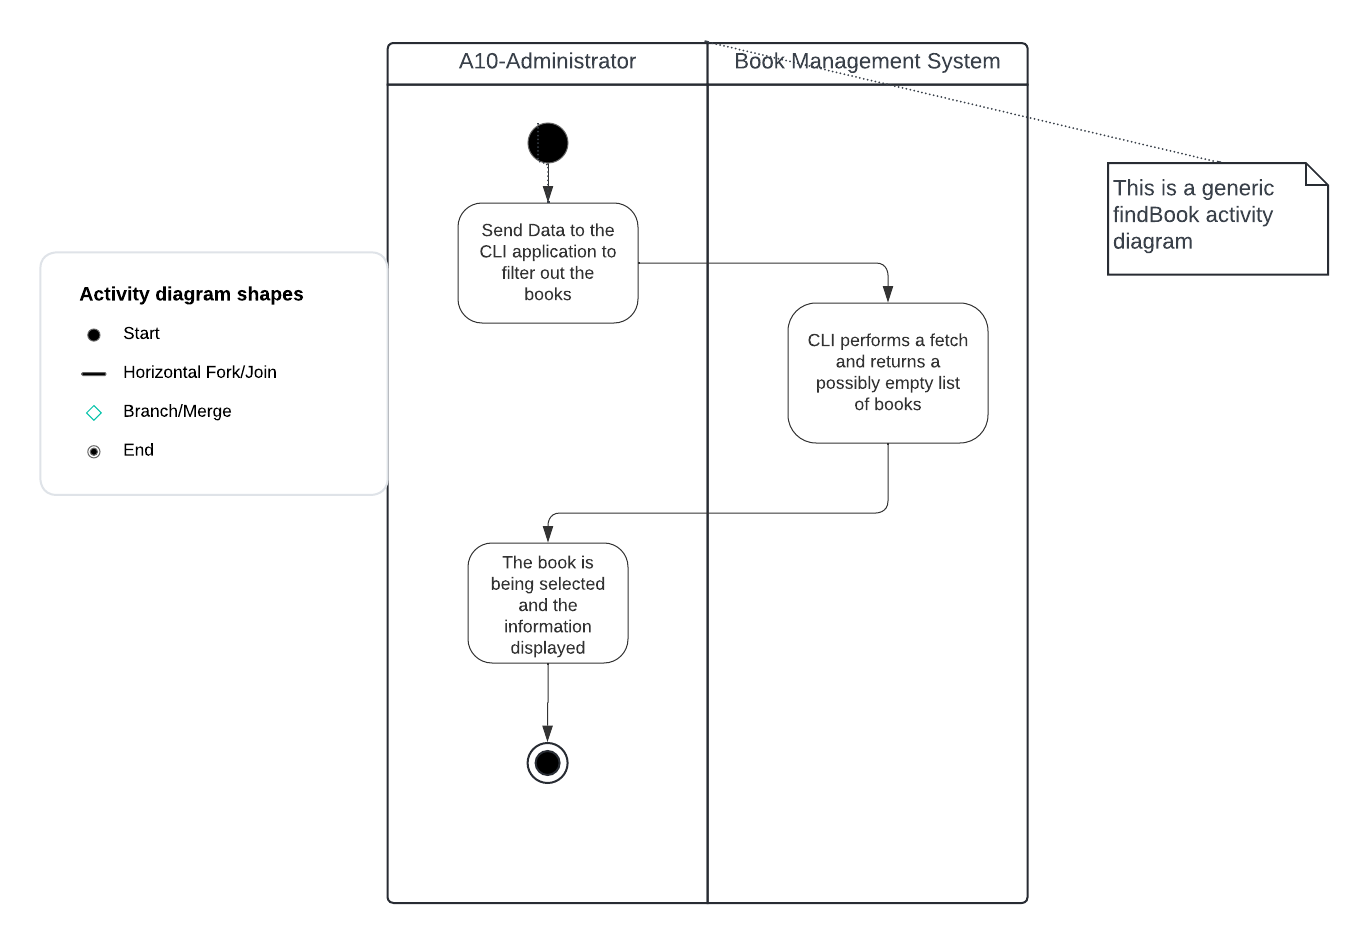 A10-Administrator
Book Management System
This is a generic
findBook activity
diagram
Send Data to the
CLI application to
filter out the
books
Activity diagram shapes
Start
Horizontal Fork/Join
Branch/Merge
End
CLI performs a fetch
and returns a
possibly empty list
of books
The book is
being selected
and the
information
displayed